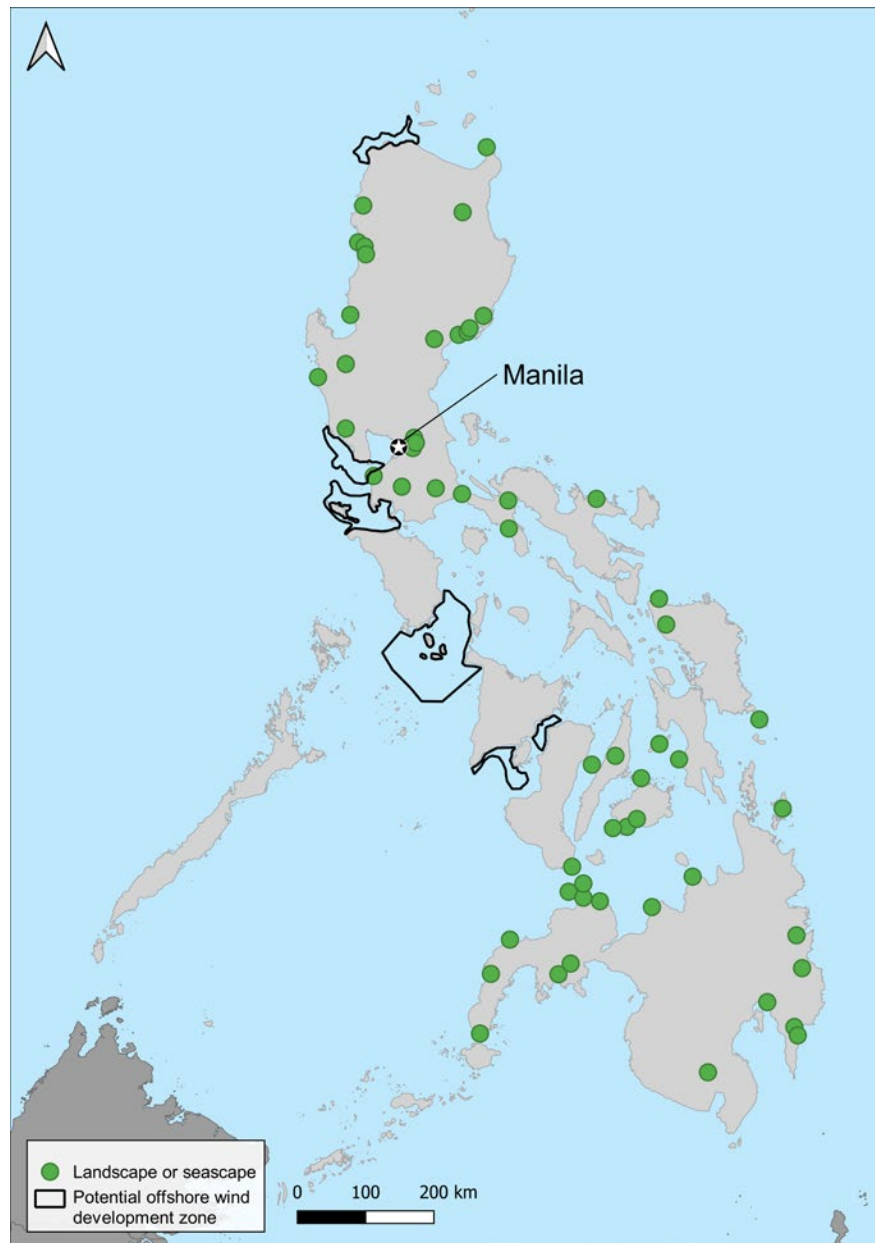 Manila
Landscape or seascape
Potential offshore wind
development zone
0 100 200 km